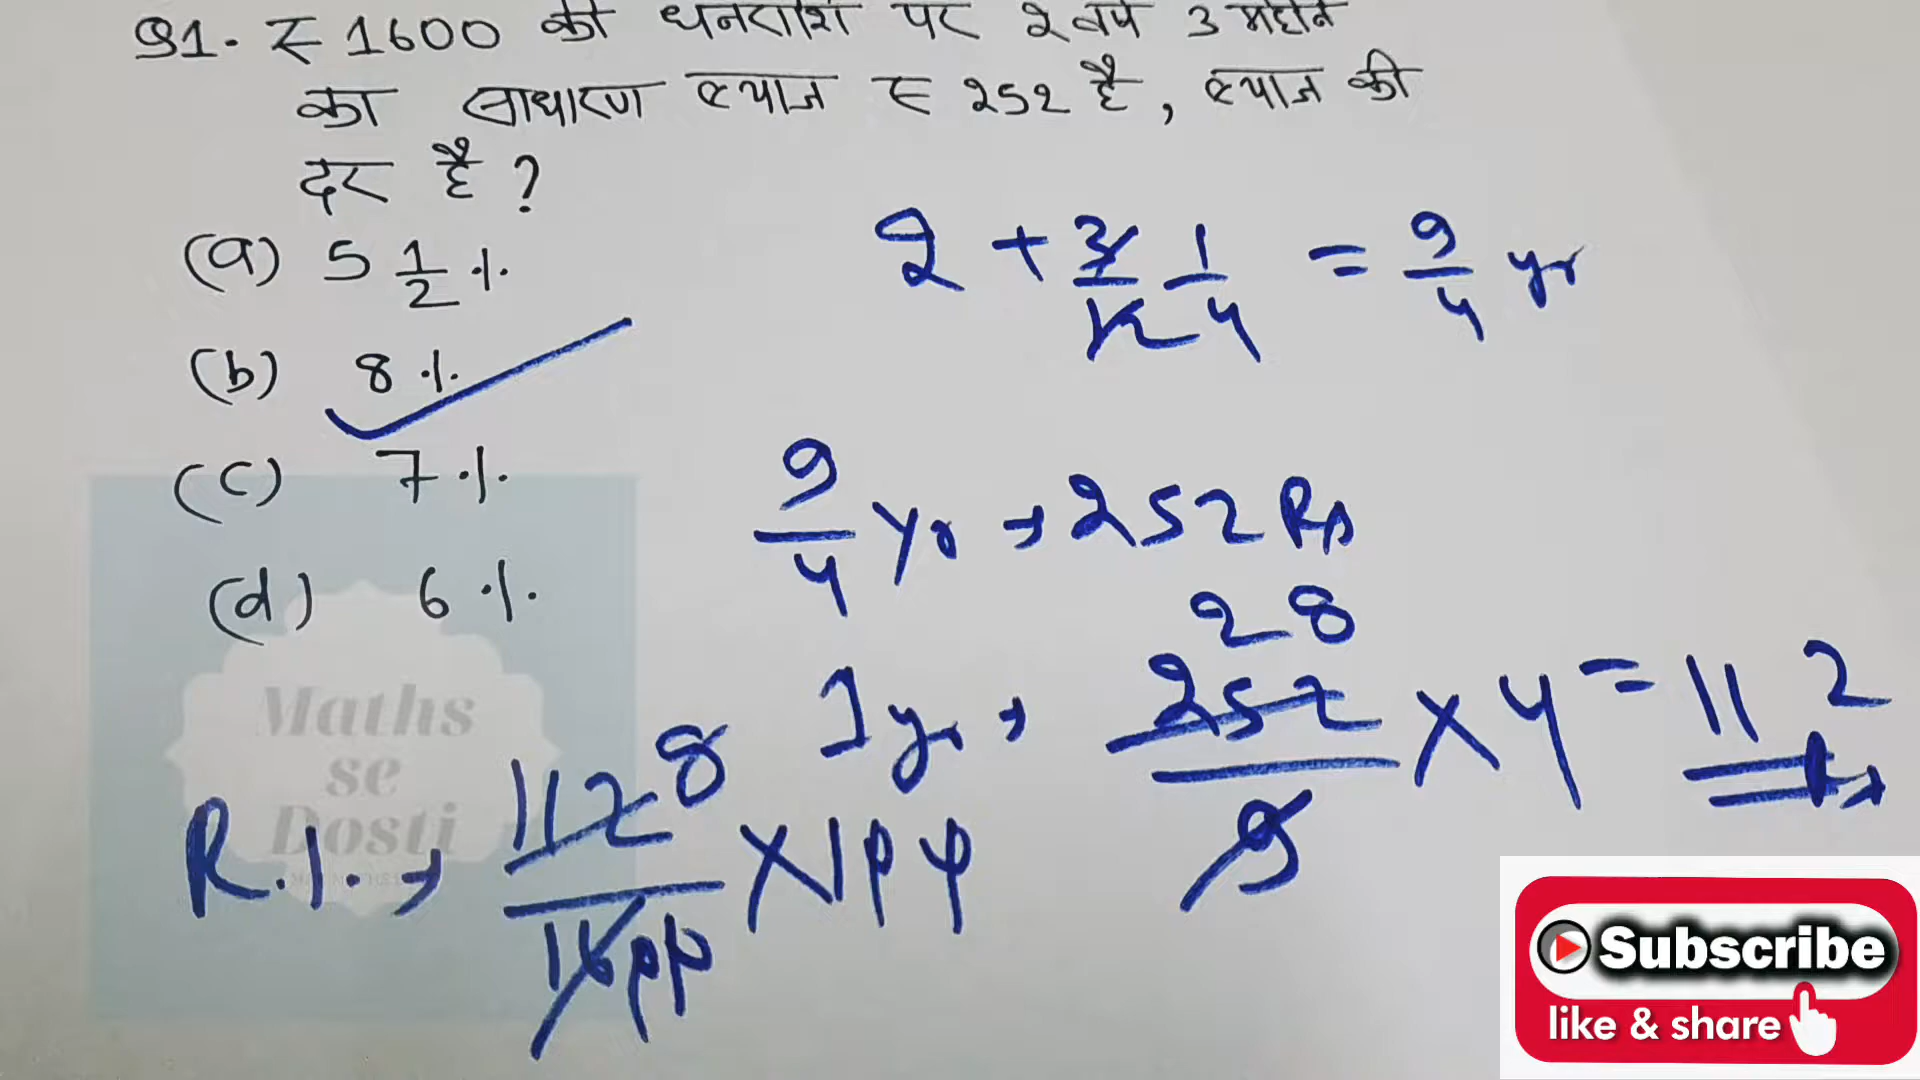 Q1. ₹ 1600 की धनराशि पर 2 वर्ष 3 महीने
का साधारण ब्याज ₹ 252 है, ब्याज की
दर है ?
(a) 5 1/2 %
2 + 3/12 1/4 = 9/4 yr
(b) 8 %
(c) 7 %
9/4 yr → 252 Rs
(d) 6 %
28
1 yr → 252/9 × 4 = 112 Rs
Maths
se
Dosti
7
R.%. → 112/1600 × 100
Subscribe
like & share